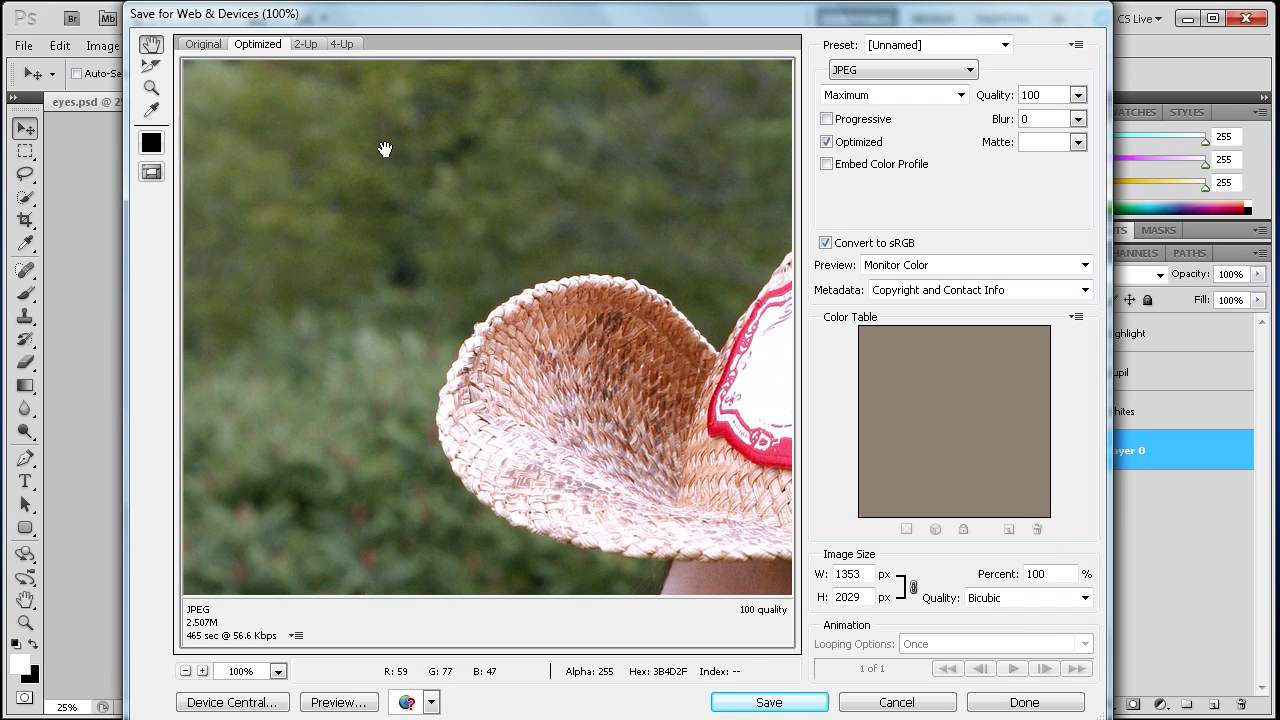 Save for Web & Devices (100%)
Ps
Br
Mb
CS Live
File Edit Image
Auto-Se
eyes.psd @ 2
Original Optimized 2-Up 4-Up
Preset: [Unnamed]
JPEG
Maximum Quality: 100
Progressive Blur: 0
Optimized Matte:
Embed Color Profile
Convert to sRGB
Preview: Monitor Color
Metadata: Copyright and Contact Info
Color Table
Image Size
W: 1353 px Percent: 100 %
H: 2029 px Quality: Bicubic
Animation
Looping Options: Once
1 of 1
JPEG 100 quality
2.507M
465 sec @ 56.6 Kbps
100% R: 59 G: 77 B: 47 Alpha: 255 Hex: 3B4D2F Index: --
Device Central... Preview... Save Cancel Done
25%
WATCHES STYLES
255
255
255
TS MASKS
HANNELS PATHS
Opacity: 100%
Fill: 100%
ghlight
upil
hites
ayer 0